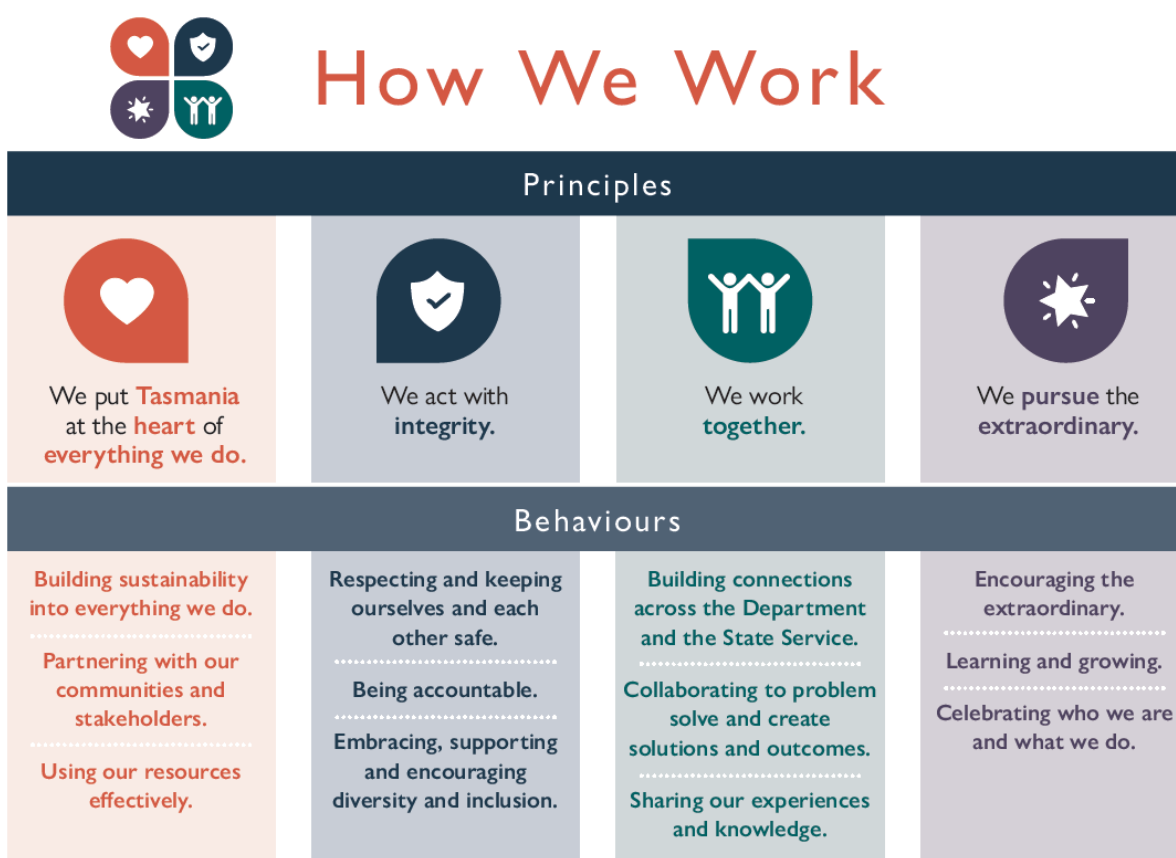 How We Work
Principles
We put Tasmania
at the heart of
everything we do.
We act with
integrity.
We work
together.
We pursue the
extraordinary.
Behaviours
Building sustainability
into everything we do.
Partnering with our
communities and
stakeholders.
Using our resources
effectively.
Respecting and keeping
ourselves and each
other safe.
Being accountable.
Embracing, supporting
and encouraging
diversity and inclusion.
Building connections
across the Department
and the State Service.
Collaborating to problem
solve and create
solutions and outcomes.
Sharing our experiences
and knowledge.
Encouraging the
extraordinary.
Learning and growing.
Celebrating who we are
and what we do.